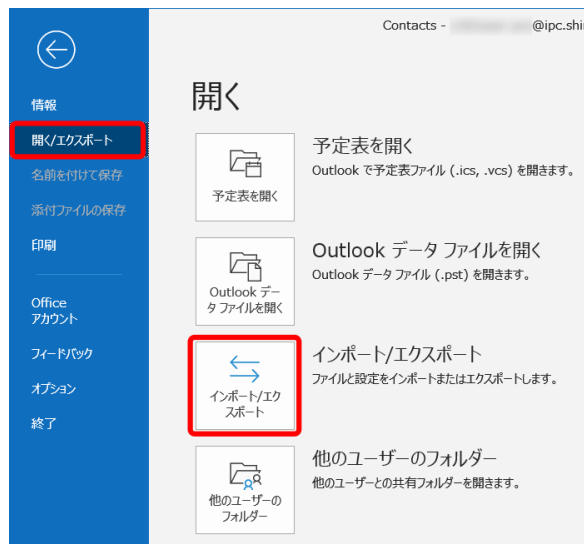 Contacts - @ipc.shi
開く
情報
開く/エクスポート
名前を付けて保存
添付ファイルの保存
印刷
Office
アカウント
フィードバック
オプション
終了
予定表を開く
予定表を開く
Outlook で予定表ファイル (.ics, .vcs) を開きます。
Outlook デー
タ ファイルを開く
Outlook データ ファイルを開く
Outlook データ ファイル (.pst) を開きます。
インポート/エク
スポート
インポート/エクスポート
ファイルと設定をインポートまたはエクスポートします。
他のユーザーの
フォルダー
他のユーザーのフォルダー
他のユーザーとの共有フォルダーを開きます。